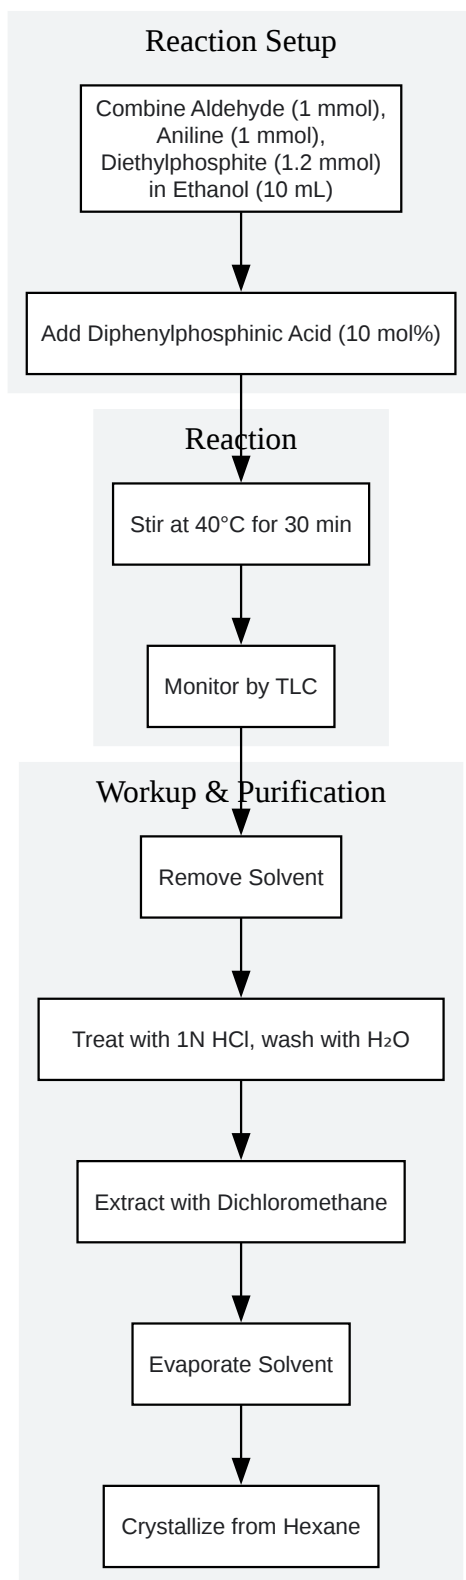 Reaction Setup
Combine Aldehyde (1 mmol),
Aniline (1 mmol),
Diethylphosphite (1.2 mmol)
in Ethanol (10 mL)
Add Diphenylphosphinic Acid (10 mol%)
Reaction
Stir at 40°C for 30 min
Monitor by TLC
Workup & Purification
Remove Solvent
Treat with 1N HCl, wash with H₂O
Extract with Dichloromethane
Evaporate Solvent
Crystallize from Hexane